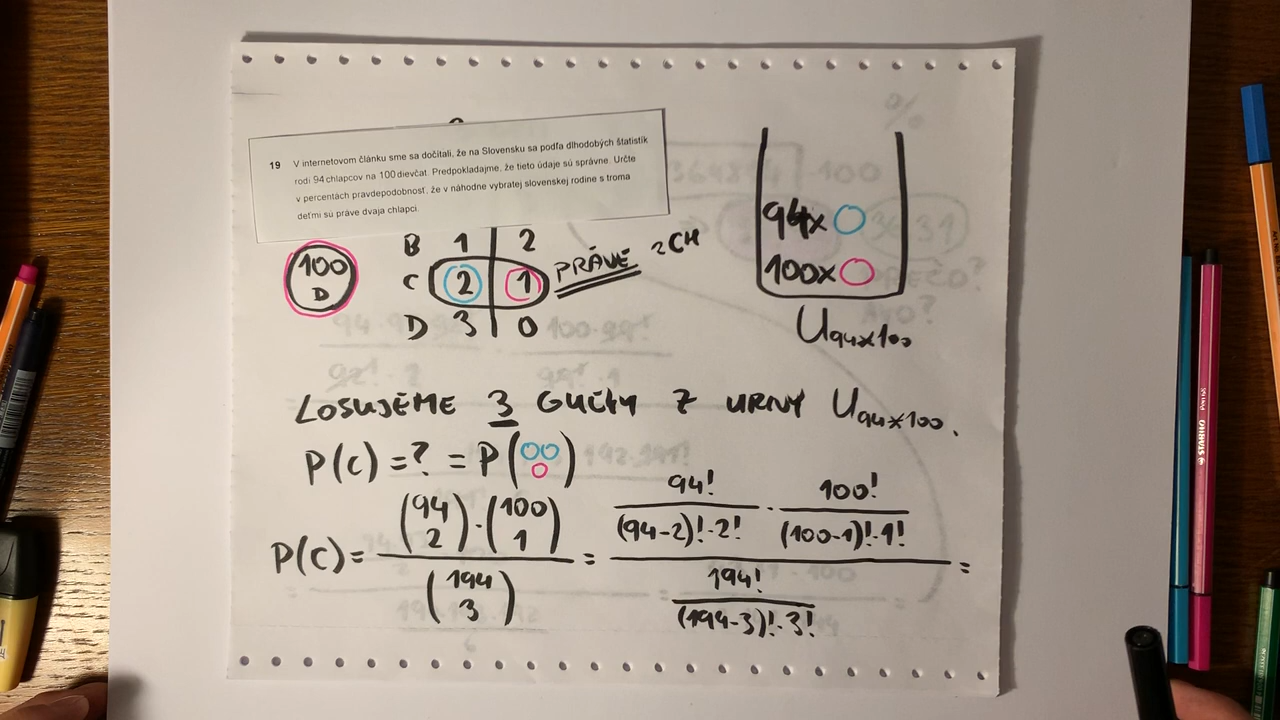 19 V internetovom článku sme sa dočítali, že na Slovensku sa podľa dlhodobých štatistík
rodí 94 chlapcov na 100 dievčat. Predpokladajme, že tieto údaje sú správne. Určte
v percentách pravdepodobnosť, že v náhodne vybratej slovenskej rodine s troma
deťmi sú práve dvaja chlapci.
100
D
B 1 2
C 2 1 PRÁVĚ 2CH
D 3 0
94x
100x
U94x100
LOSUJEME 3 GUĽKY Z URNY U94x100.
P(C) = ? = P( )
P(C) = (94 2)·(100 1) / (194 3) = 94!/((94-2)!·2!) · 100!/((100-1)!·1!) / 194!/((194-3)!·3!) =
STABILO